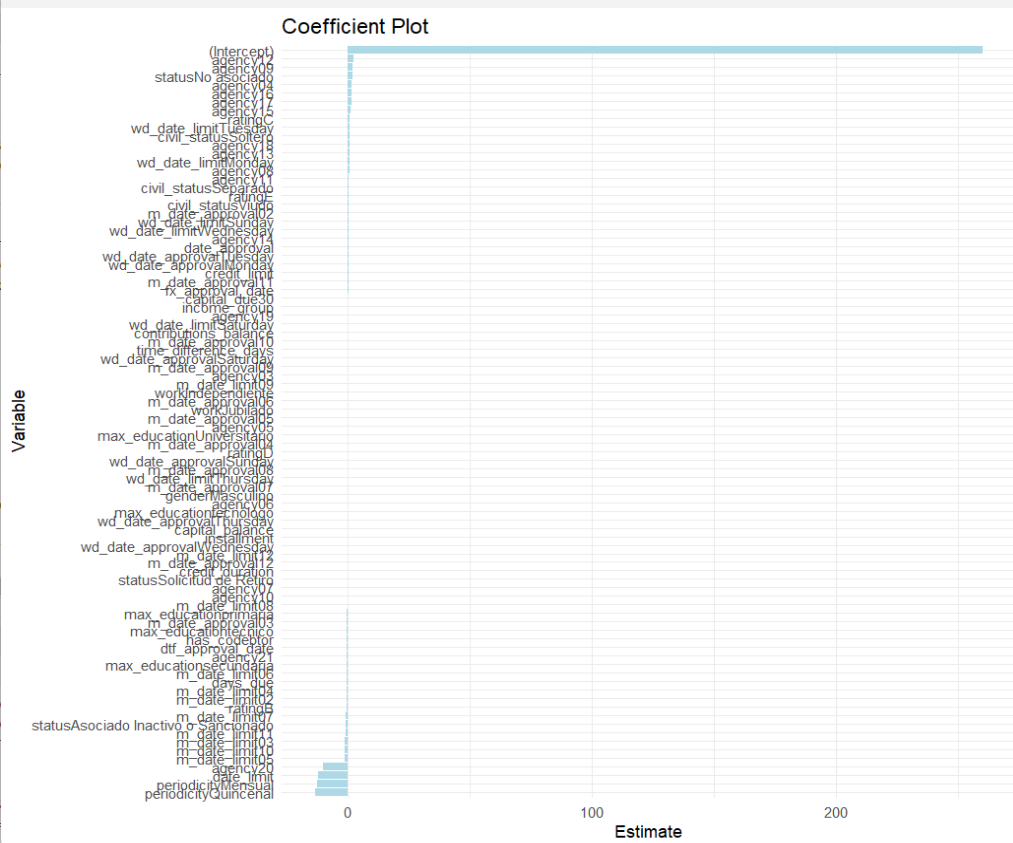 Coefficient Plot
(Intercept)
agency12
agency09
statusNo asociado
agency04
agency16
agency17
agency15
ratingC
wd_date_limitTuesday
civil_statusSoltero
agency18
agency13
wd_date_limitMonday
agency08
agency11
civil_statusSeparado
ratingE
civil_statusViudo
m_date_approval02
wd_date_limitSunday
wd_date_limitWednesday
agency14
date_approval
wd_date_approvalTuesday
wd_date_approvalMonday
credit_limit
m_date_approval11
fx_approval_date
capital_due30
income_group
agency19
wd_date_limitSaturday
contributions_balance
m_date_approval10
time_difference_days
wd_date_approvalSaturday
m_date_approval09
agency03
m_date_limit09
workIndependiente
m_date_approval06
workJubilado
m_date_approval05
agency05
max_educationUniversitario
m_date_approval04
ratingD
wd_date_approvalSunday
m_date_approval08
wd_date_limitThursday
m_date_approval07
genderMasculino
agency06
max_educationtecnologo
wd_date_approvalThursday
capital_balance
installment
wd_date_approvalWednesday
m_date_limit12
m_date_approval12
credit_duration
statusSolicitud de Retiro
agency07
agency10
m_date_limit08
max_educationprimaria
m_date_approval03
max_educationtecnico
has_codebtor
dtf_approval_date
agency21
max_educationsecundaria
m_date_limit06
days_due
m_date_limit04
m_date_limit02
ratingB
m_date_limit07
statusAsociado Inactivo o Sancionado
m_date_limit11
m_date_limit03
m_date_limit10
m_date_limit05
agency20
date_limit
periodicityMensual
periodicityQuincenal
Variable
0 100 200
Estimate